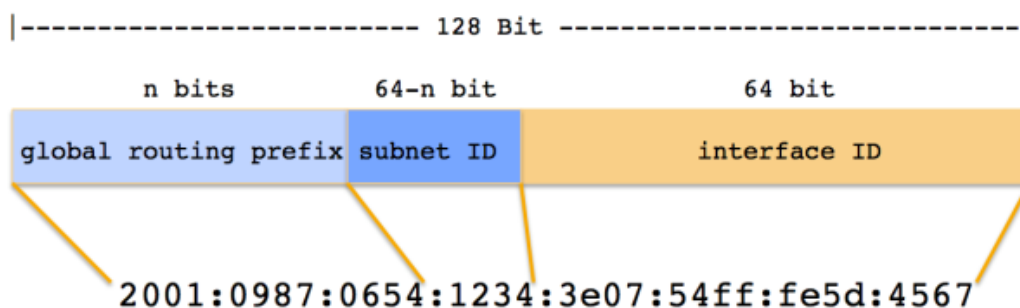 |-------------------------- 128 Bit --------------------------
n bits 64-n bit 64 bit
global routing prefix subnet ID interface ID
2001:0987:0654:1234:3e07:54ff:fe5d:4567